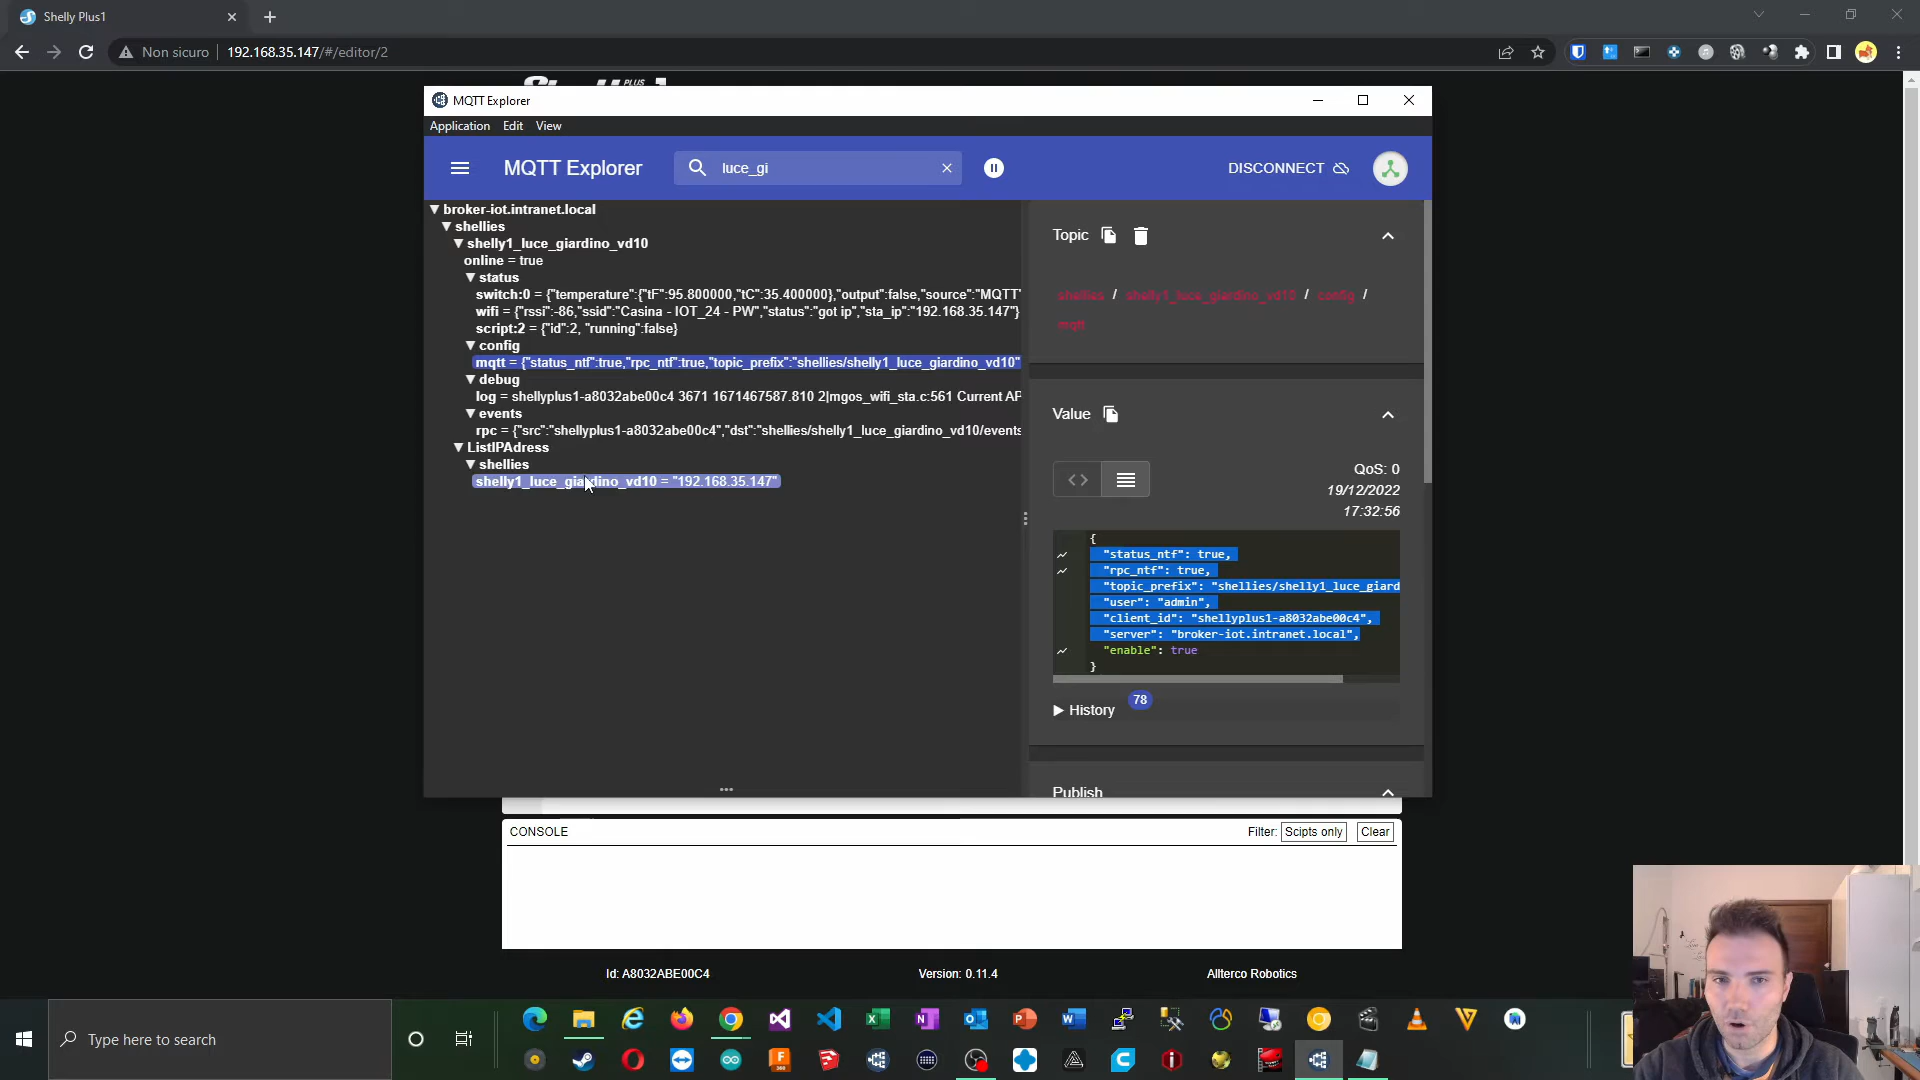 Shelly Plus1
Non sicuro
192.168.35.147/#/editor/2
PLUS
MQTT Explorer
Application Edit View
MQTT Explorer
luce_gi
DISCONNECT
broker-iot.intranet.local
shellies
shelly1_luce_giardino_vd10
online = true
status
switch:0 = {"temperature":{"tF":95.800000,"tC":35.400000},"output":false,"source":"MQTT"
wifi = {"rssi":-86,"ssid":"Casina - IOT_24 - PW","status":"got ip","sta_ip":"192.168.35.147"}
script:2 = {"id":2, "running":false}
config
mqtt = {"status_ntf":true,"rpc_ntf":true,"topic_prefix":"shellies/shelly1_luce_giardino_vd10"
debug
log = shellyplus1-a8032abe00c4 3671 1671467587.810 2|mgos_wifi_sta.c:561 Current AP
events
rpc = {"src":"shellyplus1-a8032abe00c4","dst":"shellies/shelly1_luce_giardino_vd10/events
ListIPAdress
shellies
shelly1_luce_giardino_vd10 = "192.168.35.147"
Topic
shellies / shelly1_luce_giardino_vd10 / config /
mqtt
Value
QoS: 0
19/12/2022
17:32:56
{
"status_ntf": true,
"rpc_ntf": true,
"topic_prefix": "shellies/shelly1_luce_giard
"user": "admin",
"client_id": "shellyplus1-a8032abe00c4",
"server": "broker-iot.intranet.local",
"enable": true
}
History 78
Publish
CONSOLE
Filter: Scipts only Clear
Id: A8032ABE00C4
Version: 0.11.4
Allterco Robotics
Type here to search